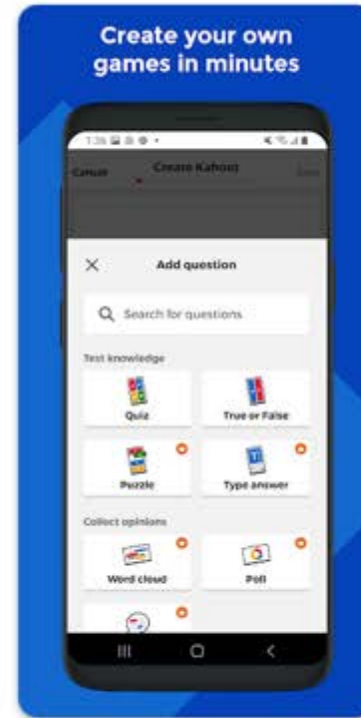 Create your own
games in minutes
Cancel Create Kahoot
Add question
Search for questions
Test knowledge
Quiz True or False
Puzzle Type answer
Collect opinions
Word cloud Poll